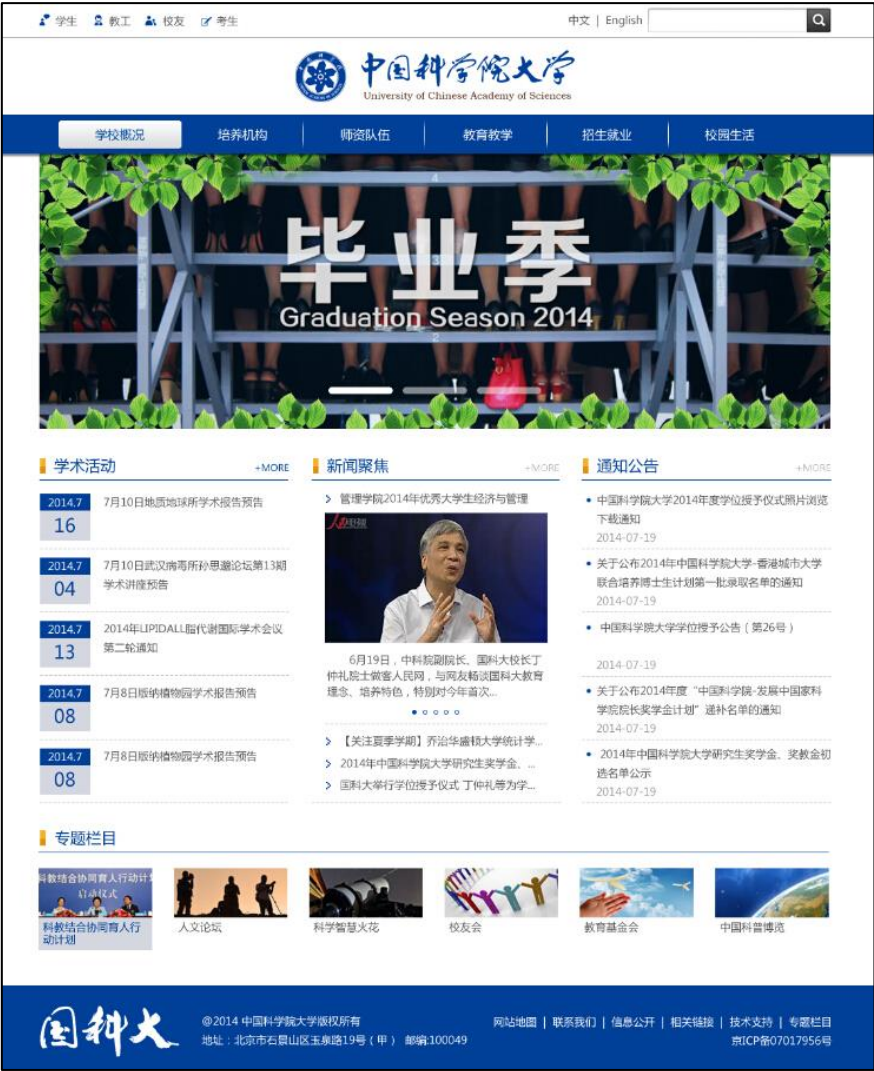 学生 教工 校友 考生 中文 | English
中国科学院大学
University of Chinese Academy of Sciences
学校概况 培养机构 师资队伍 教育教学 招生就业 校园生活
毕业季
Graduation Season 2014
学术活动 +MORE
2014.7
16
7月10日地质地球所学术报告预告
2014.7
04
7月10日武汉病毒所孙思邈论坛第13期
学术讲座预告
2014.7
13
2014年LIPIDALL脂代谢国际学术会议
第二轮通知
2014.7
08
7月8日版纳植物园学术报告预告
2014.7
08
7月8日版纳植物园学术报告预告
新闻聚焦 +MORE
管理学院2014年优秀大学生经济与管理
6月19日，中科院副院长、国科大校长丁
仲礼院士做客人民网，与网友畅谈国科大教育
理念、培养特色，特别对今年首次...
【关注夏季学期】乔治华盛顿大学统计学...
2014年中国科学院大学研究生奖学金、...
国科大举行学位授予仪式 丁仲礼等为学...
通知公告 +MORE
中国科学院大学2014年度学位授予仪式照片浏览
下载通知
2014-07-19
关于公布2014年中国科学院大学-香港城市大学
联合培养博士生计划第一批录取名单的通知
2014-07-19
中国科学院大学学位授予公告（第26号）
2014-07-19
关于公布2014年度“中国科学院-发展中国家科
学院院长奖学金计划”递补名单的通知
2014-07-19
2014年中国科学院大学研究生奖学金、奖教金初
选名单公示
2014-07-19
专题栏目
科教结合协同育人行动计划
启动仪式
科教结合协同育人行
动计划
人文论坛
科学智慧火花
校友会
教育基金会
中国科普博览
国科大
@2014 中国科学院大学版权所有
地址：北京市石景山区玉泉路19号（甲） 邮编:100049
网站地图 | 联系我们 | 信息公开 | 相关链接 | 技术支持 | 专题栏目
京ICP备07017956号